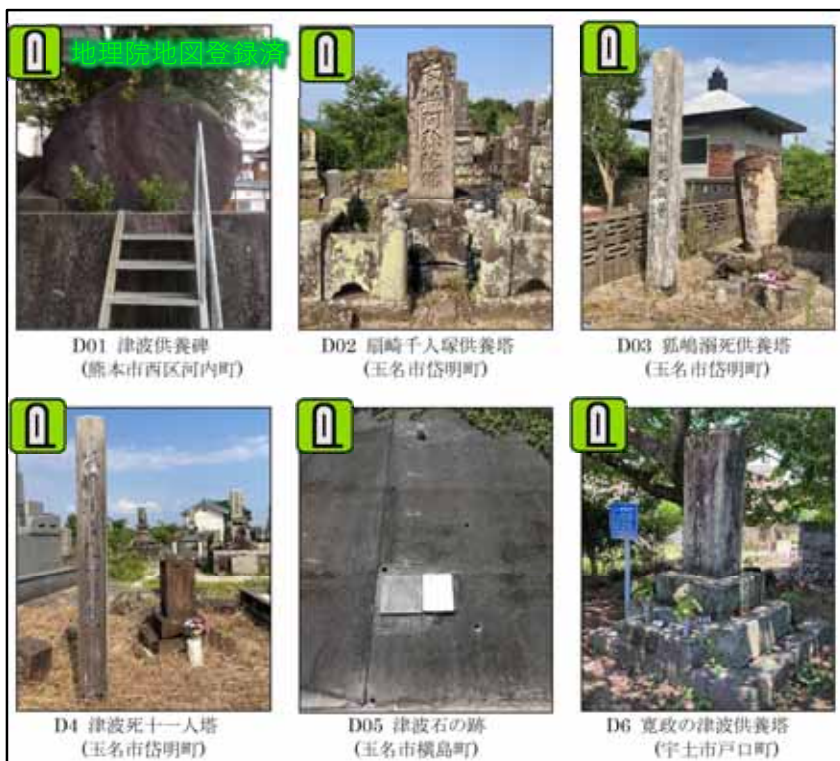 地理院地図登録済
D01 津波供養碑
(熊本市西区河内町)
D02 扇崎千人塚供養塔
(玉名市岱明町)
D03 狐嶋溺死供養塔
(玉名市岱明町)
D4 津波死十一人塔
(玉名市岱明町)
D05 津波石の跡
(玉名市横島町)
D6 寛政の津波供養塔
(宇土市戸口町)